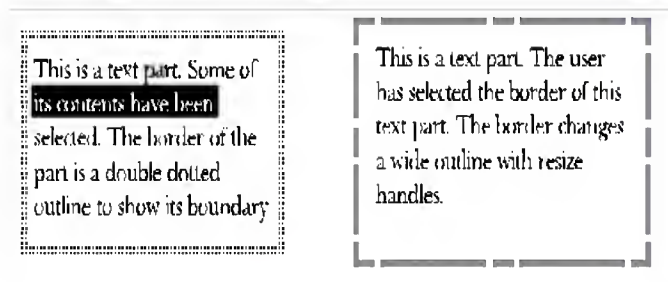 This is a text part. Some of
its contents have been
selected. The border of the
part is a double dotted
outline to show its boundary
This is a text part. The user
has selected the border of this
text part. The border changes
a wide outline with resize
handles.